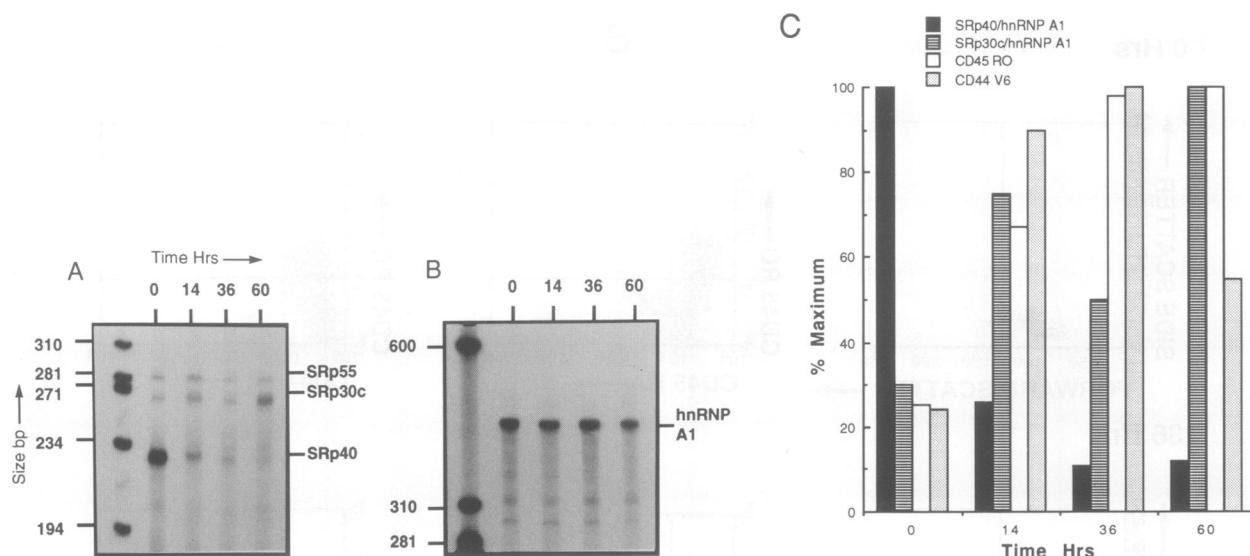 A
Time Hrs
0 14 36 60
310
281
271
234
194
Size bp
SRp55
SRp30c
SRp40
B
0 14 36 60
600
310
281
hnRNP
A1
C
SRp40/hnRNP A1
SRp30c/hnRNP A1
CD45 RO
CD44 V6
% Maximum
100
80
60
40
20
0
0 14 36 60
Time Hrs